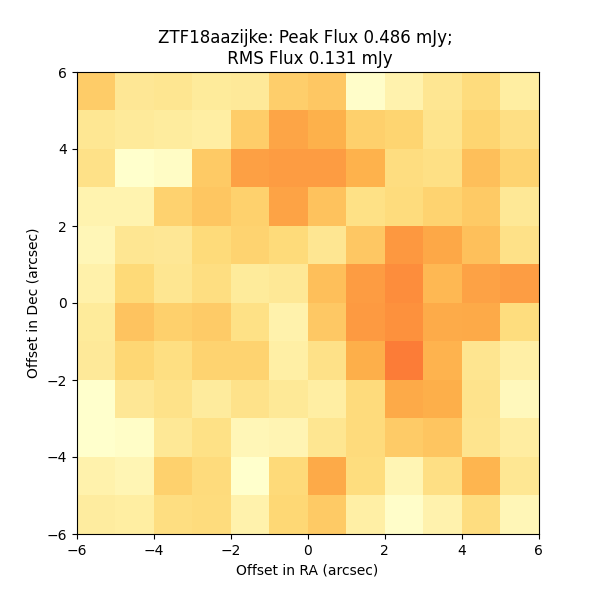 ZTF18aazijke: Peak Flux 0.486 mJy;
RMS Flux 0.131 mJy
6
4
2
0
−2
−4
−6
Offset in Dec (arcsec)
−6 −4 −2 0 2 4 6
Offset in RA (arcsec)